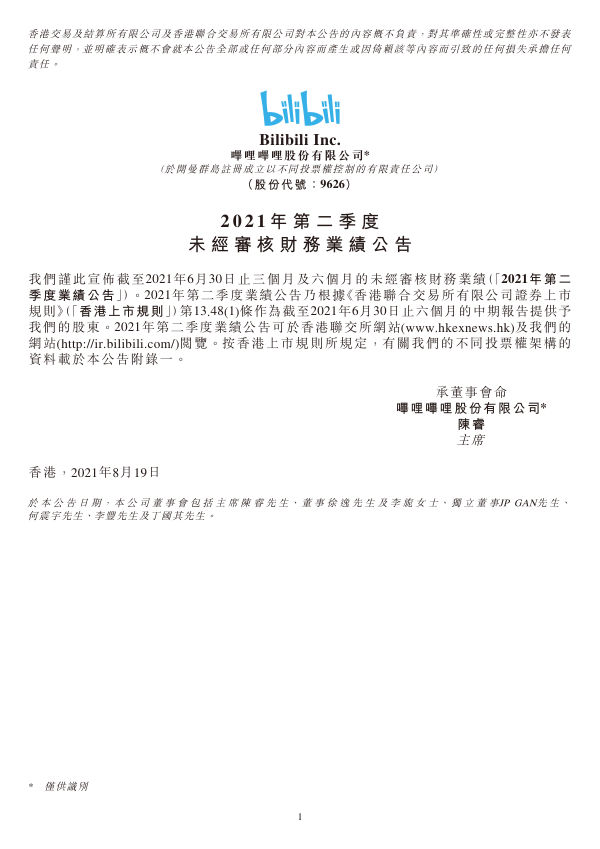 香港交易及結算所有限公司及香港聯合交易所有限公司對本公告的內容概不負責，對其準確性或完整性亦不發表
任何聲明，並明確表示概不會就本公告全部或任何部分內容而產生或因倚賴該等內容而引致的任何損失承擔任何
責任。
bilibili
Bilibili Inc.
嗶哩嗶哩股份有限公司*
(於開曼群島註冊成立以不同投票權控制的有限責任公司)
（股份代號：9626）
2021年第二季度
未經審核財務業績公告
我們謹此宣佈截至2021年6月30日止三個月及六個月的未經審核財務業績(「2021年第二
季度業績公告」)。2021年第二季度業績公告乃根據《香港聯合交易所有限公司證券上市
規則》(「香港上市規則」)第13.48(1)條作為截至2021年6月30日止六個月的中期報告提供予
我們的股東。2021年第二季度業績公告可於香港聯交所網站(www.hkexnews.hk)及我們的
網站(http://ir.bilibili.com/)閱覽。按香港上市規則所規定，有關我們的不同投票權架構的
資料載於本公告附錄一。
承董事會命
嗶哩嗶哩股份有限公司*
陳睿
主席
香港，2021年8月19日
於本公告日期，本公司董事會包括主席陳睿先生、董事徐逸先生及李旎女士、獨立董事JP GAN先生、
何震宇先生、李豐先生及丁國其先生。
* 僅供識別
1